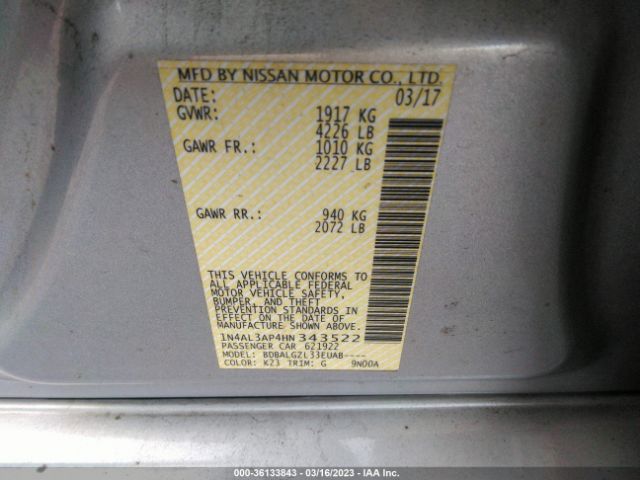 MFD BY NISSAN MOTOR CO., LTD.
DATE: 03/17
GVWR: 1917 KG
4226 LB
GAWR FR.: 1010 KG
2227 LB
GAWR RR.: 940 KG
2072 LB
THIS VEHICLE CONFORMS TO
ALL APPLICABLE FEDERAL
MOTOR VEHICLE SAFETY,
BUMPER, AND THEFT
PREVENTION STANDARDS
IN EFFECT ON THE DATE OF
MANUFACTURE SHOWN ABOVE.
1N4AL3AP4HN 343522
PASSENGER CAR 621922
MODEL: BDBALGZL33EUAB----
COLOR: KZ3 TRIM: G 9N00A
000-36133843 / 03/16/2023 / IAA Inc.